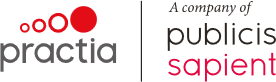 practia
A company of
publicis
sapient